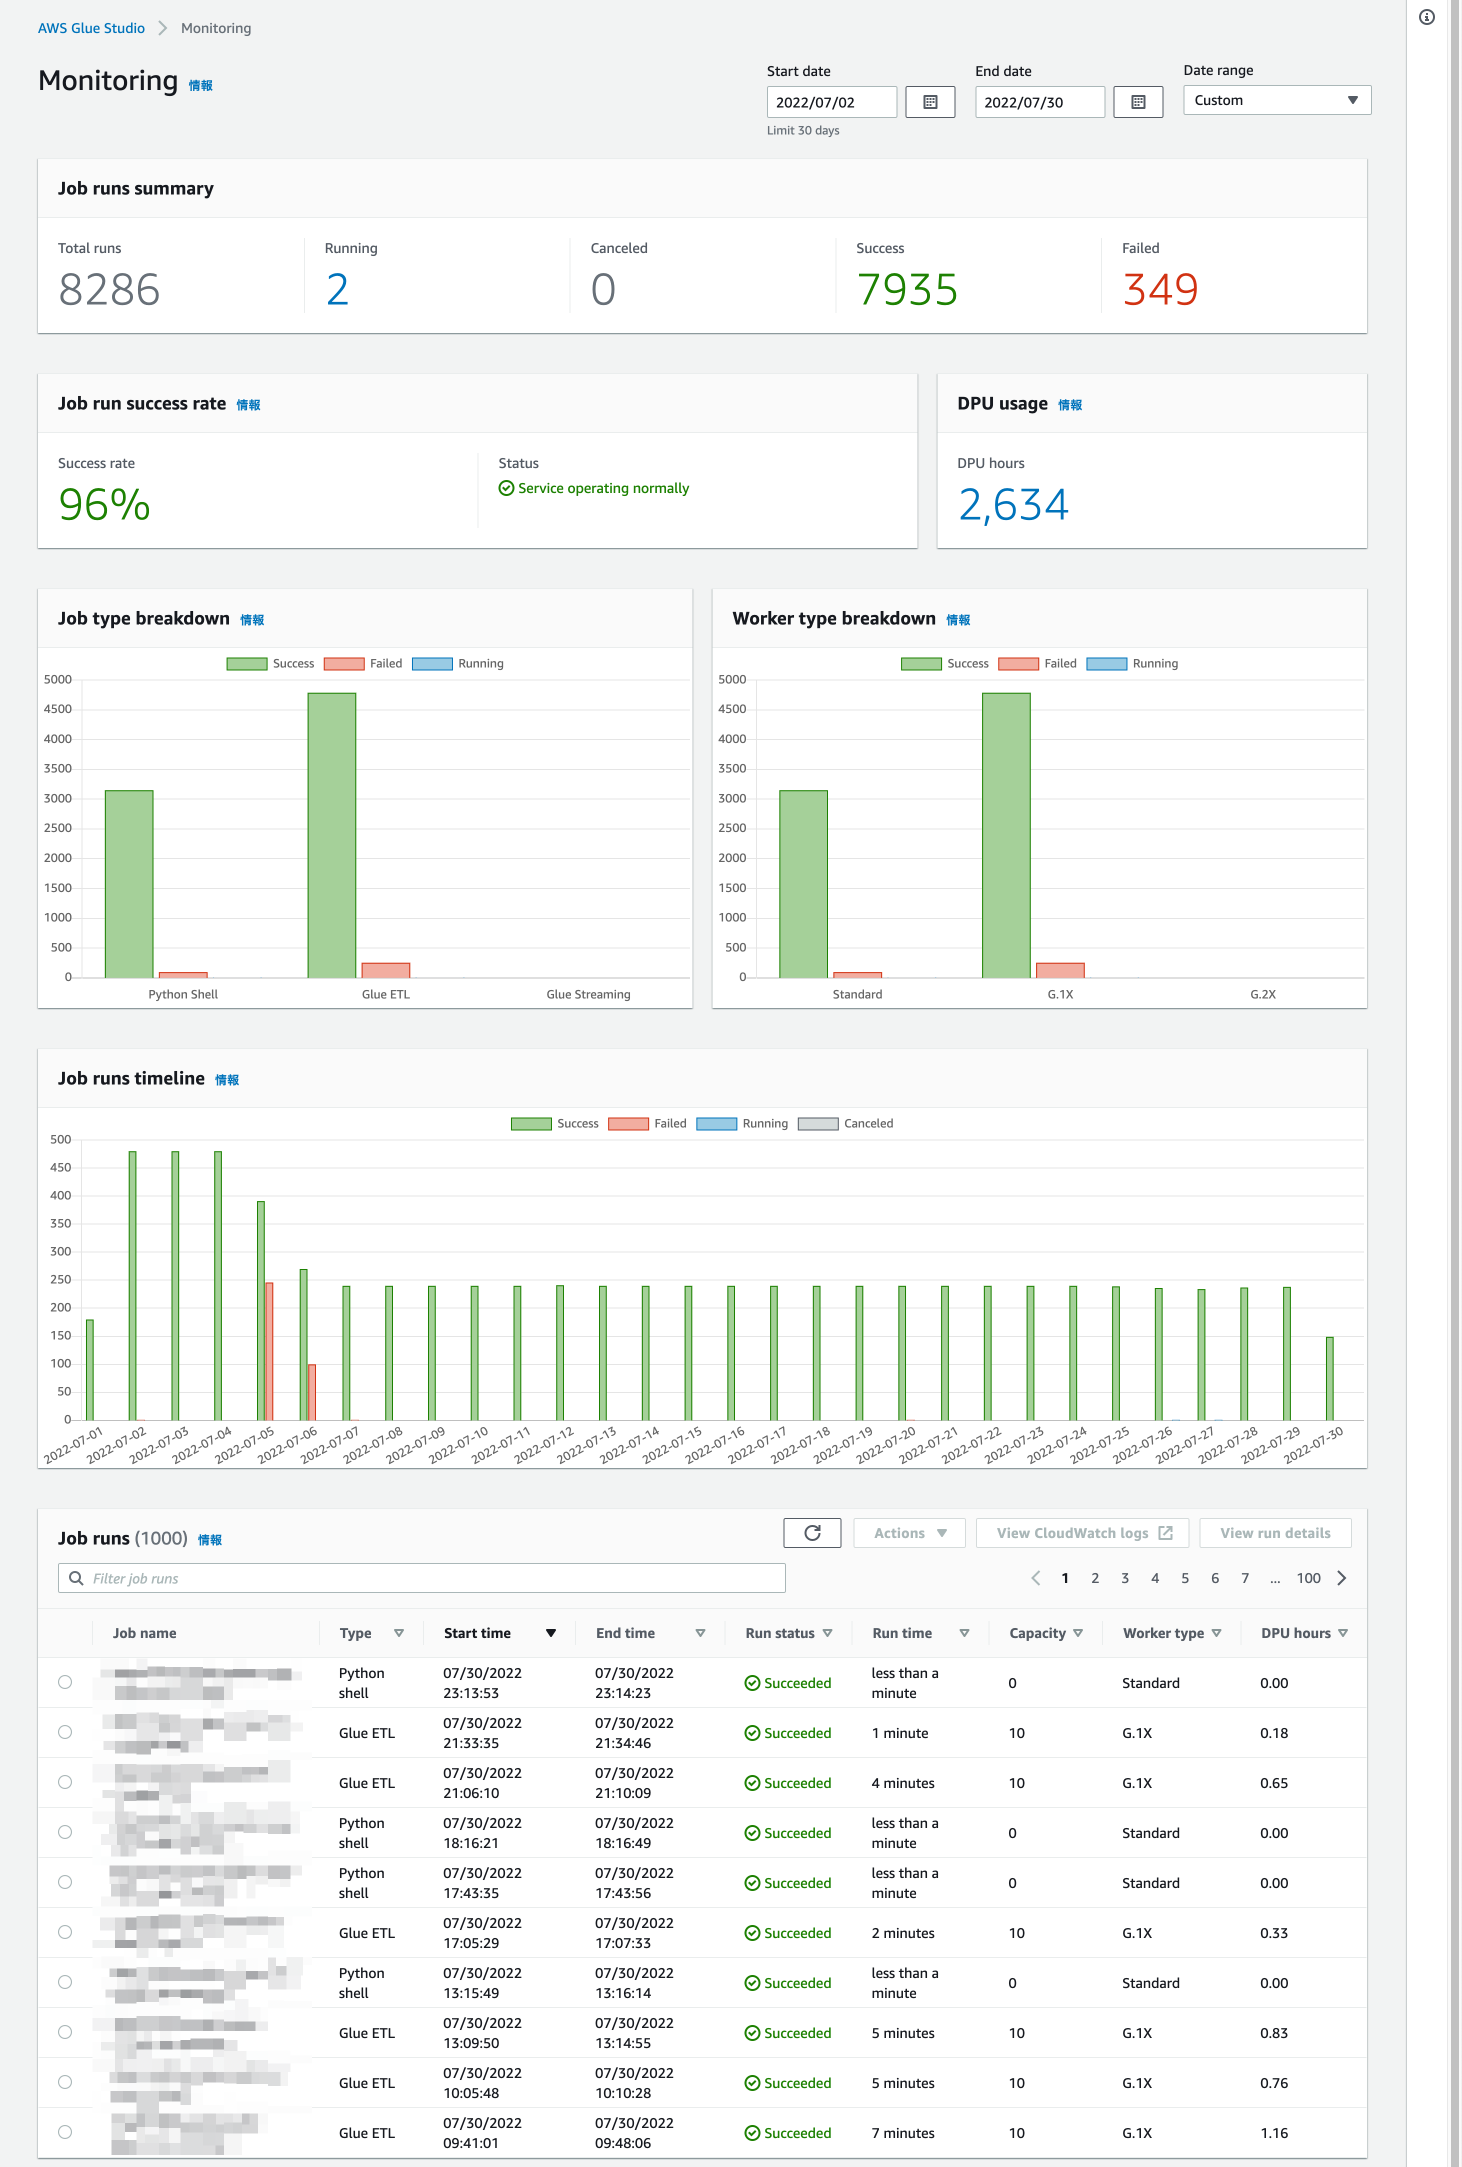 AWS Glue Studio > Monitoring
Monitoring 情報
Start date
2022/07/02
Limit 30 days
End date
2022/07/30
Date range
Custom
Job runs summary
Total runs
8286
Running
2
Canceled
0
Success
7935
Failed
349
Job run success rate 情報
Success rate
96%
Status
Service operating normally
DPU usage 情報
DPU hours
2,634
Job type breakdown 情報
Success Failed Running
5000
4500
4000
3500
3000
2500
2000
1500
1000
500
0
Python Shell Glue ETL Glue Streaming
Worker type breakdown 情報
Success Failed Running
5000
4500
4000
3500
3000
2500
2000
1500
1000
500
0
Standard G.1X G.2X
Job runs timeline 情報
Success Failed Running Canceled
500
450
400
350
300
250
200
150
100
50
0
2022-07-01 2022-07-02 2022-07-03 2022-07-04 2022-07-05 2022-07-06 2022-07-07 2022-07-08 2022-07-09 2022-07-10 2022-07-11 2022-07-12 2022-07-13 2022-07-14 2022-07-15 2022-07-16 2022-07-17 2022-07-18 2022-07-19 2022-07-20 2022-07-21 2022-07-22 2022-07-23 2022-07-24 2022-07-25 2022-07-26 2022-07-27 2022-07-28 2022-07-29 2022-07-30
Job runs (1000) 情報
Actions View CloudWatch logs View run details
Filter job runs
1 2 3 4 5 6 7 ... 100
Job name Type Start time End time Run status Run time Capacity Worker type DPU hours
Python shell 07/30/2022 23:13:53 07/30/2022 23:14:23 Succeeded less than a minute 0 Standard 0.00
Glue ETL 07/30/2022 21:33:35 07/30/2022 21:34:46 Succeeded 1 minute 10 G.1X 0.18
Glue ETL 07/30/2022 21:06:10 07/30/2022 21:10:09 Succeeded 4 minutes 10 G.1X 0.65
Python shell 07/30/2022 18:16:21 07/30/2022 18:16:49 Succeeded less than a minute 0 Standard 0.00
Python shell 07/30/2022 17:43:35 07/30/2022 17:43:56 Succeeded less than a minute 0 Standard 0.00
Glue ETL 07/30/2022 17:05:29 07/30/2022 17:07:33 Succeeded 2 minutes 10 G.1X 0.33
Python shell 07/30/2022 13:15:49 07/30/2022 13:16:14 Succeeded less than a minute 0 Standard 0.00
Glue ETL 07/30/2022 13:09:50 07/30/2022 13:14:55 Succeeded 5 minutes 10 G.1X 0.83
Glue ETL 07/30/2022 10:05:48 07/30/2022 10:10:28 Succeeded 5 minutes 10 G.1X 0.76
Glue ETL 07/30/2022 09:41:01 07/30/2022 09:48:06 Succeeded 7 minutes 10 G.1X 1.16